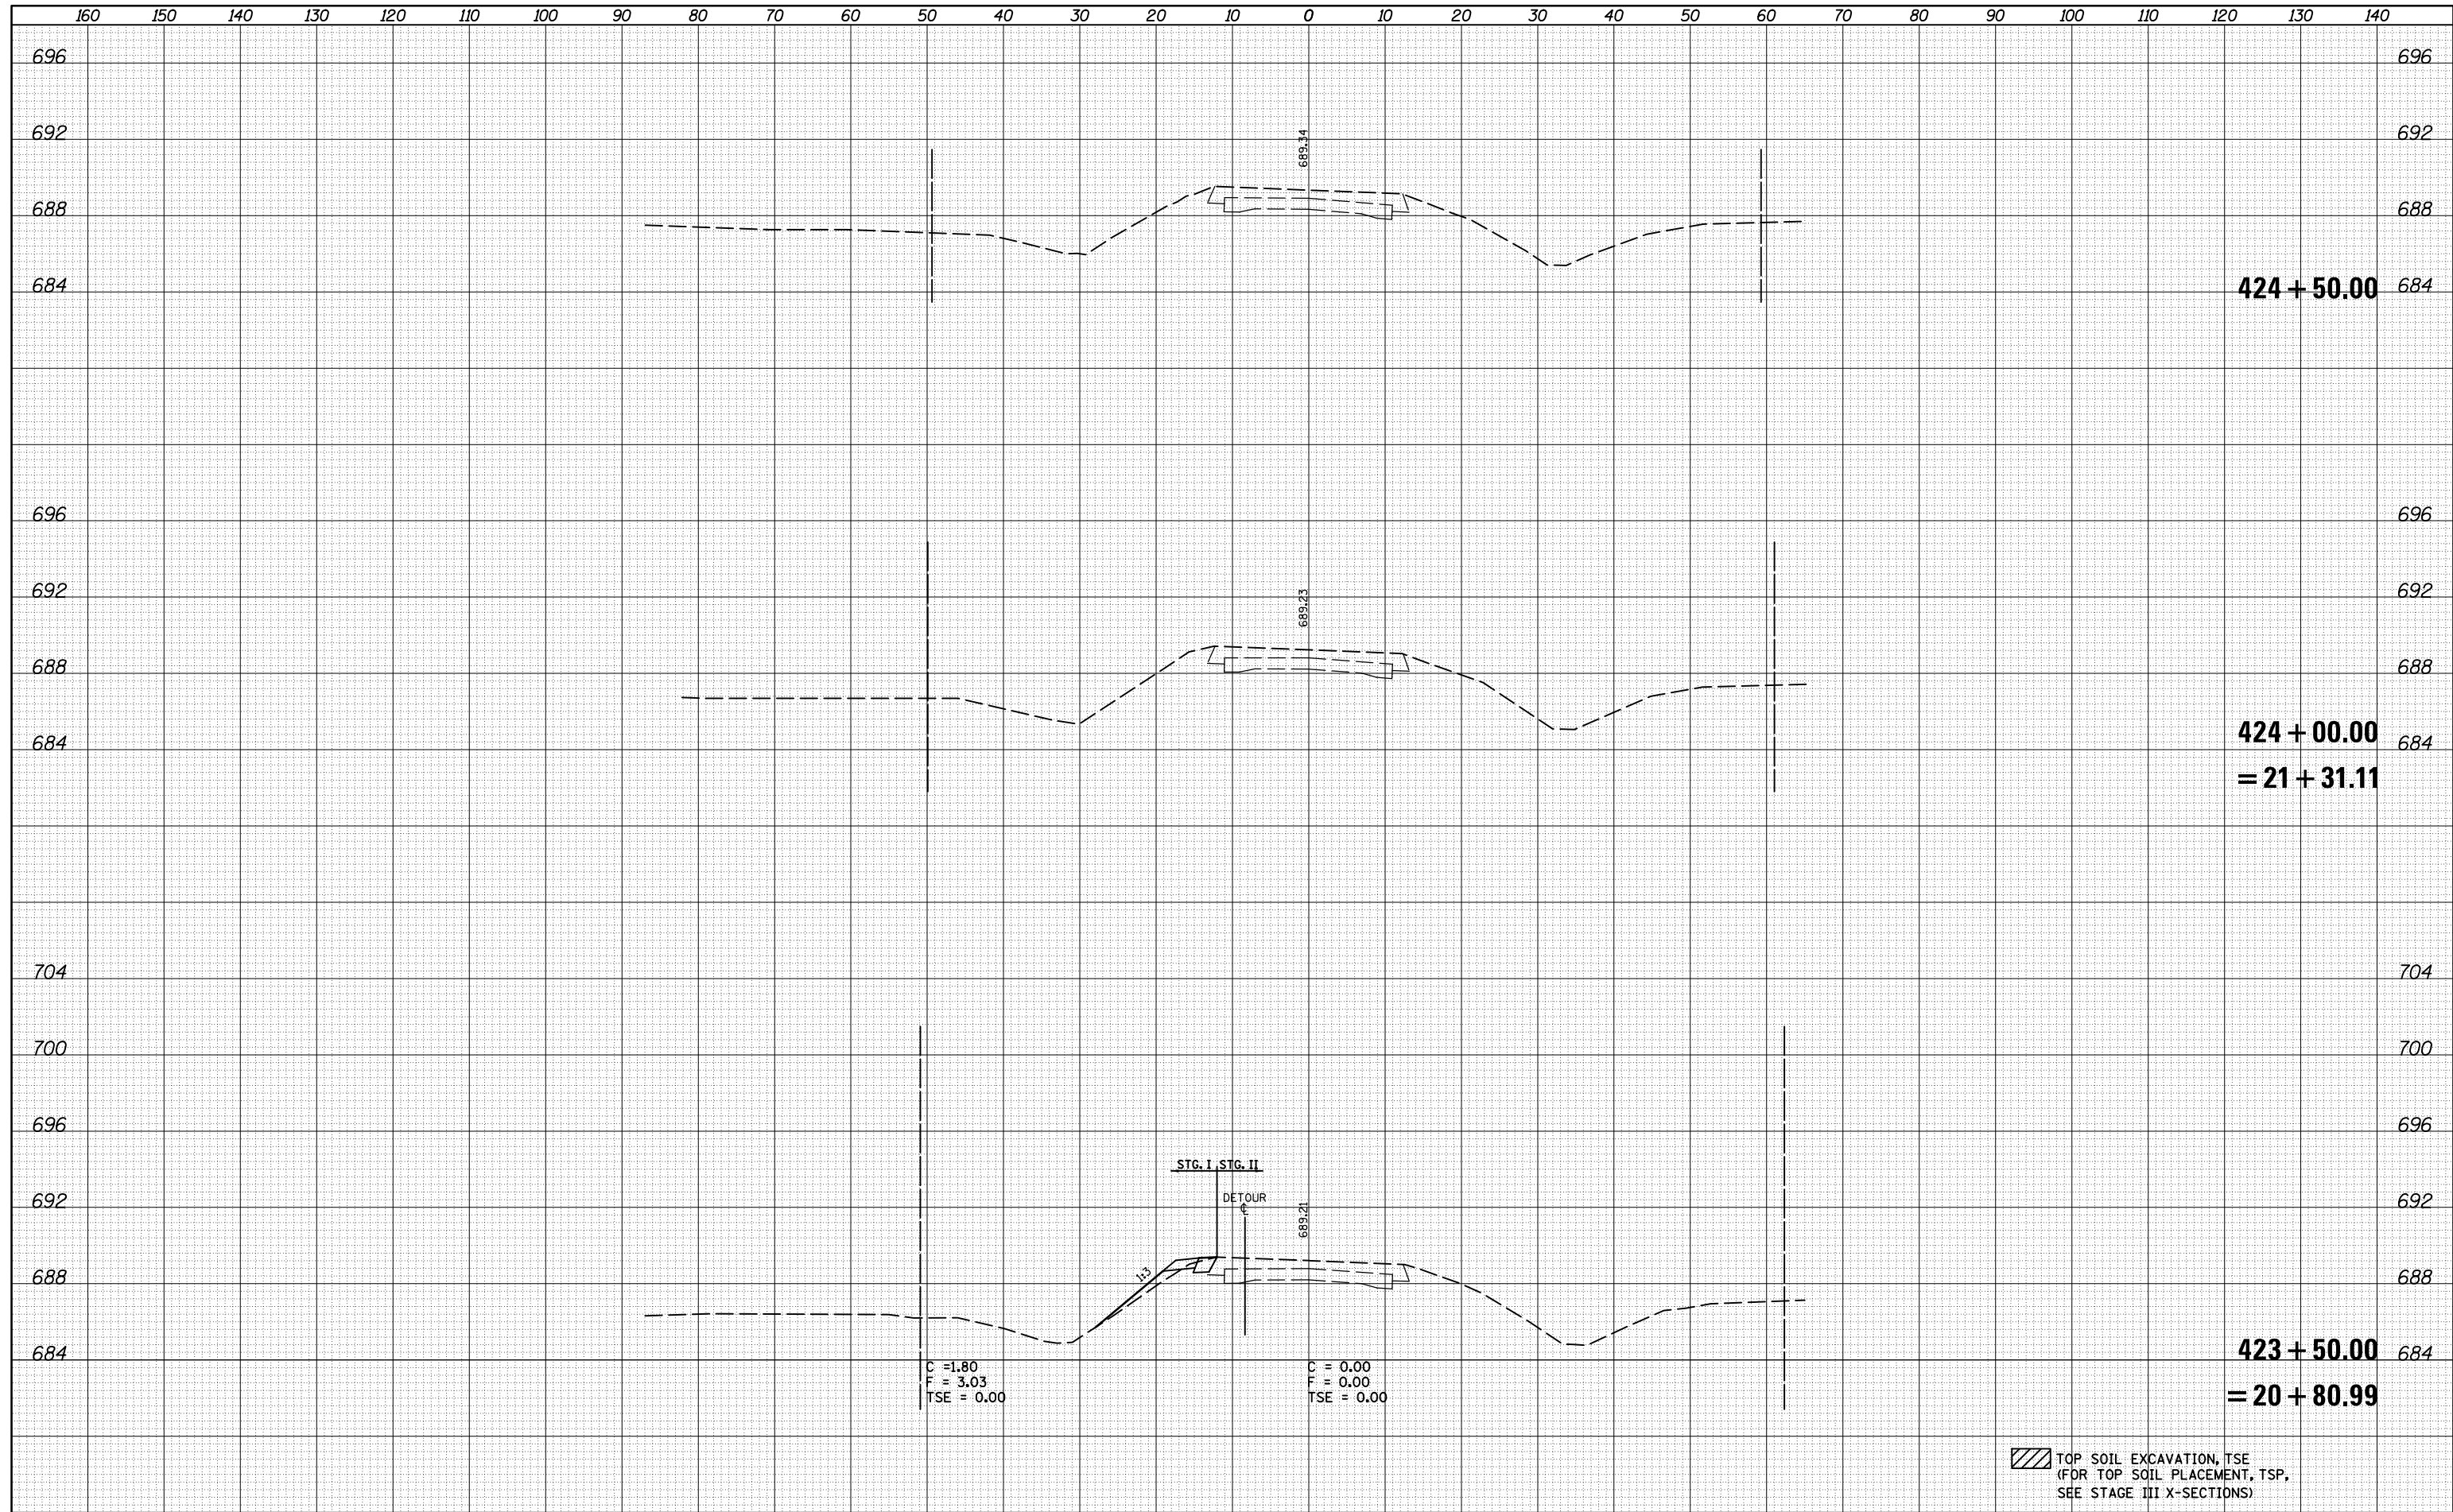 160 150 140 130 120 110 100 90 80 70 60 50 40 30 20 10 0 10 20 30 40 50 60 70 80 90 100 110 120 130 140
696 696
692 692
689.34
688 688
684 424+50.00 684
696 696
692 692
689.23
688 688
684 424+00.00 684
=21+31.11
704 704
700 700
696 696
STG. I STG. II
692 DETOUR 692
℄
689.21
1:3
688 688
684 423+50.00 684
C =1.80 C = 0.00
F = 3.03 F = 0.00
TSE = 0.00 TSE = 0.00
=20+80.99
TOP SOIL EXCAVATION, TSE
(FOR TOP SOIL PLACEMENT, TSP,
SEE STAGE III X-SECTIONS)